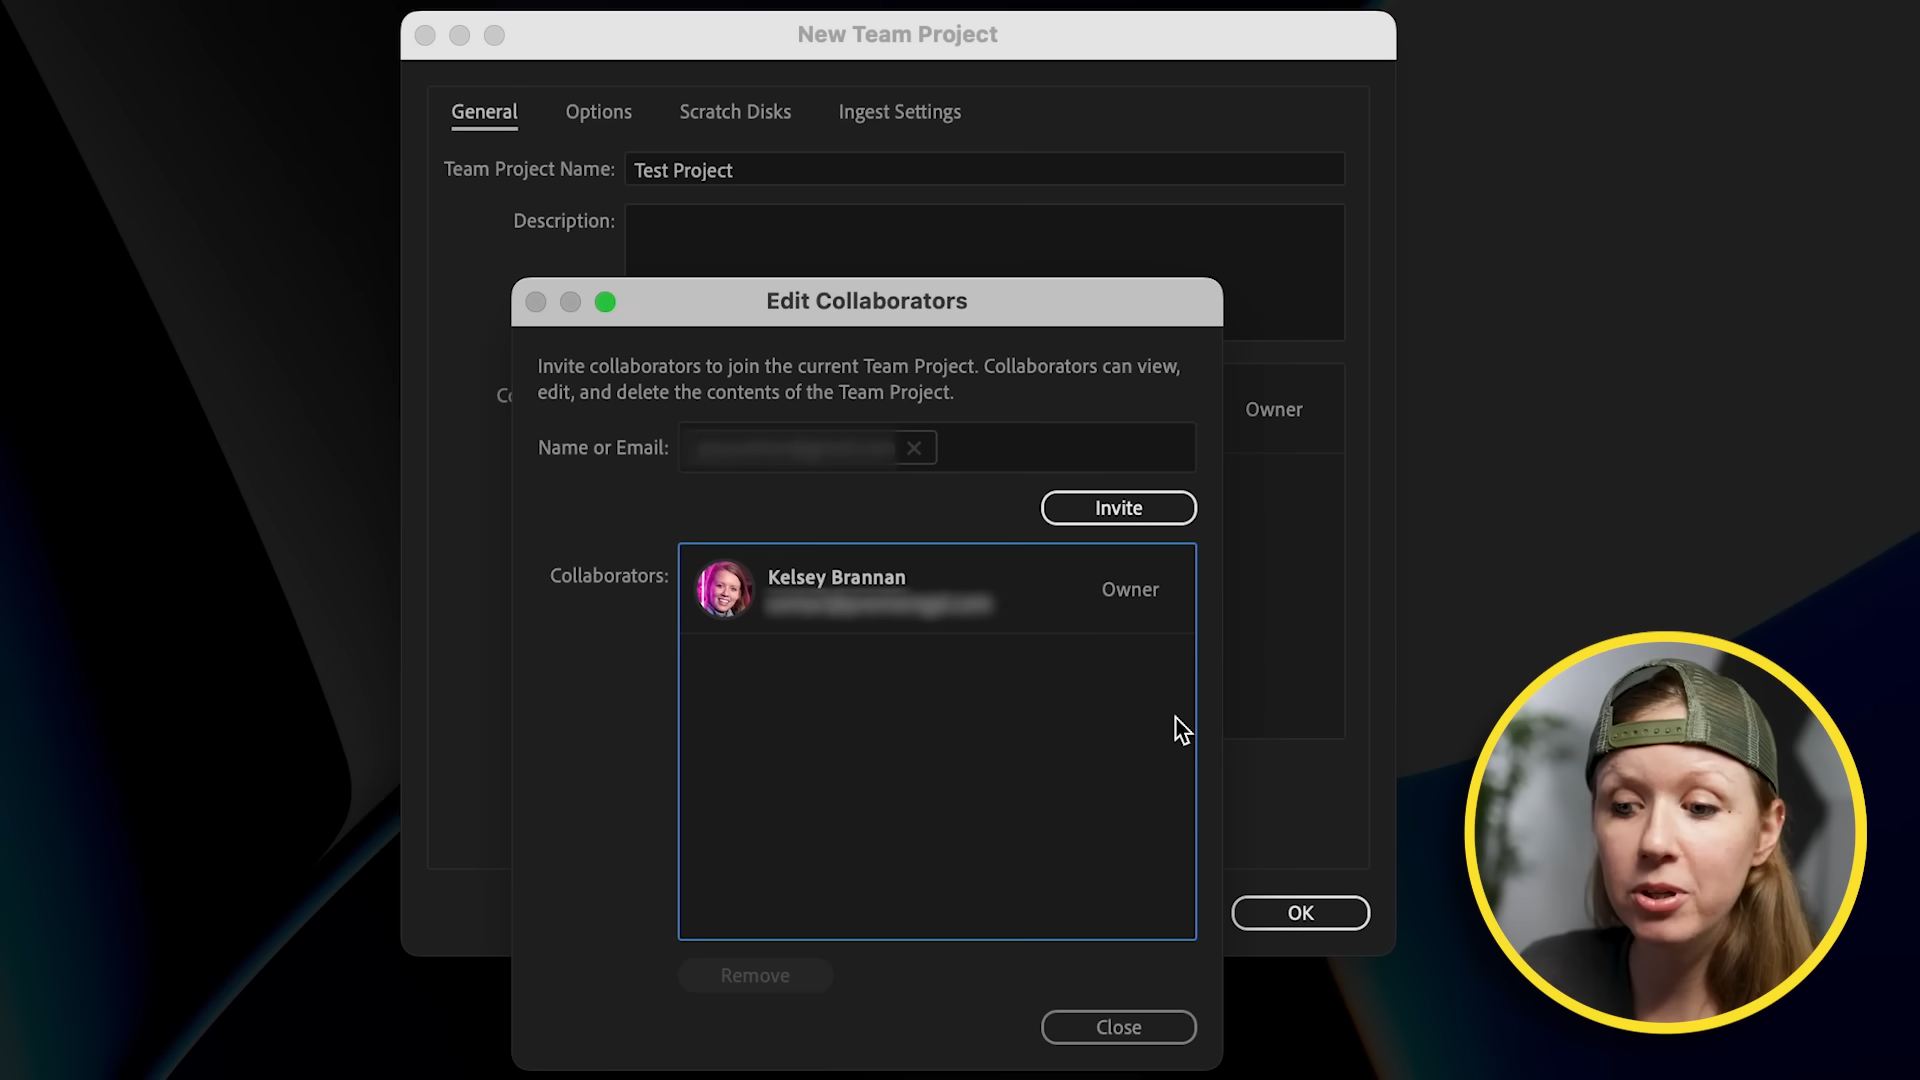 New Team Project
General Options Scratch Disks Ingest Settings
Team Project Name: Test Project
Description:
Edit Collaborators
Invite collaborators to join the current Team Project. Collaborators can view,
edit, and delete the contents of the Team Project.
Owner
Name or Email:
Invite
Collaborators: Kelsey Brannan Owner
OK
Remove
Close